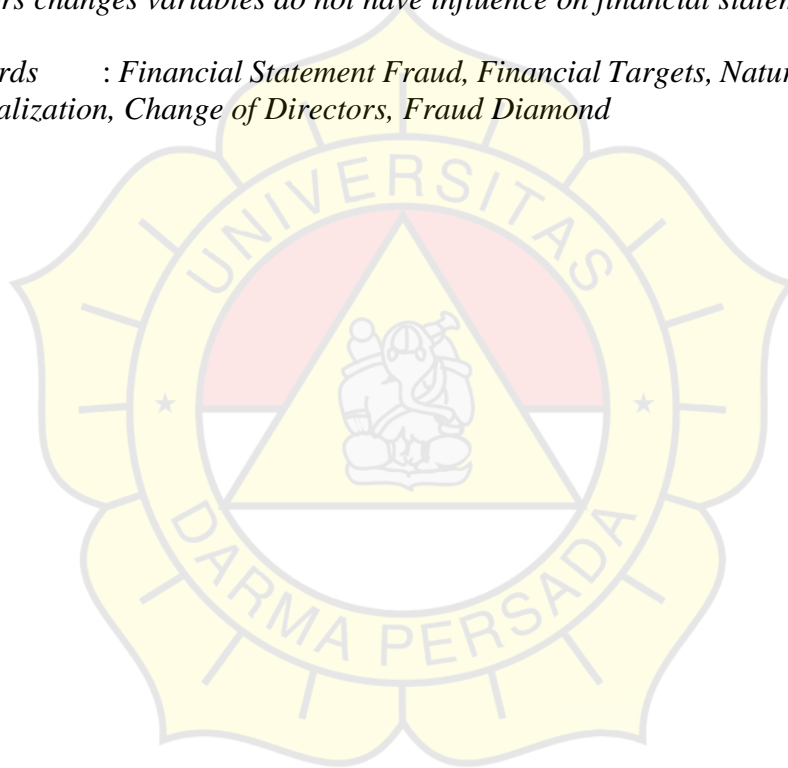 rs changes variables do not have influence on financial staten
rds : Financial Statement Fraud, Financial Targets, Natur
alization, Change of Directors, Fraud Diamond
UNIVERSITAS
DARMA PERSADA